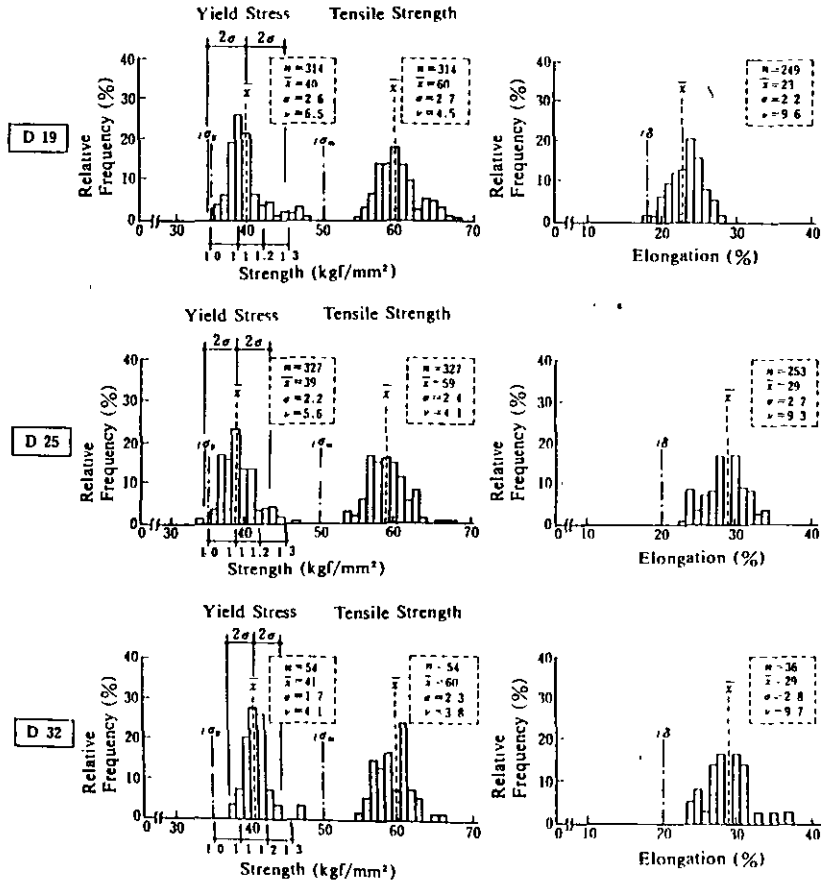 Yield Stress Tensile Strength
2σ 2σ
n=314
x̄=40
σ=2 6
ν=6.5
n=314
x̄=60
σ=2 7
ν=4.5
n=249
x̄=23
σ=2 2
ν=9 6
D 19
Relative Frequency (%)
40
30
20
10
0
x̄ x̄ x̄
0 30 40 50 60 70
1 0 1 1 1.2 1 3
Strength (kgf/mm²)
Relative Frequency (%)
40
30
20
10
0
0 10 20 30 40
Elongation (%)
Yield Stress Tensile Strength
2σ 2σ
n=327
x̄=39
σ=2.2
ν=5.6
n=327
x̄=59
σ=2 4
ν=4 1
n=253
x̄=29
σ=2 7
ν=9 3
D 25
Relative Frequency (%)
40
30
20
10
0
x̄ x̄ x̄
0 30 40 50 60 70
1 0 1 1 1.2 1 3
Strength (kgf/mm²)
Relative Frequency (%)
40
30
20
10
0
0 10 20 30 40
Elongation (%)
Yield Stress Tensile Strength
2σ 2σ
n=54
x̄=41
σ=1 7
ν=4 1
n=54
x̄=60
σ=2 3
ν=3 8
n=36
x̄=29
σ=2 8
ν=9 7
D 32
Relative Frequency (%)
40
30
20
10
0
x̄ x̄ x̄
0 30 40 50 60 70
1 0 1 1 1 2 1 3
Strength (kgf/mm²)
Relative Frequency (%)
40
30
20
10
0
0 10 20 30 40
Elongation (%)